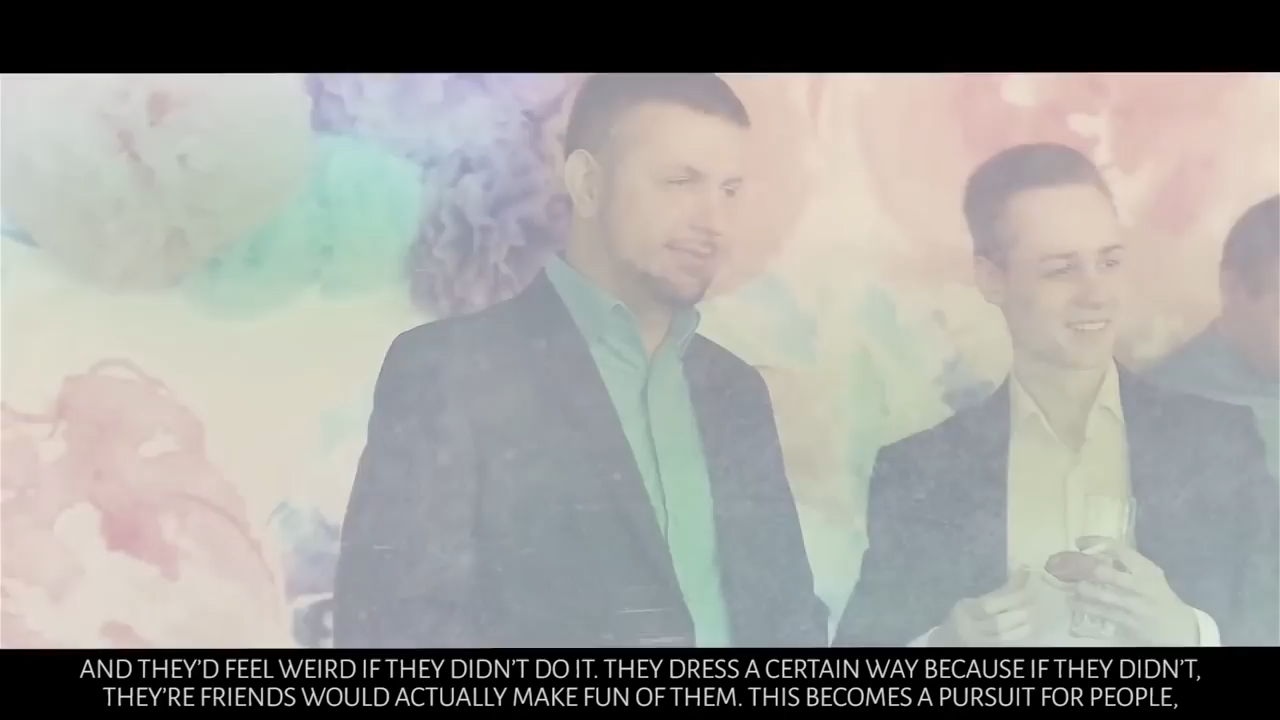 AND THEY'D FEEL WEIRD IF THEY DIDN'T DO IT. THEY DRESS A CERTAIN WAY BECAUSE IF THEY DIDN'T,
THEY'RE FRIENDS WOULD ACTUALLY MAKE FUN OF THEM. THIS BECOMES A PURSUIT FOR PEOPLE,